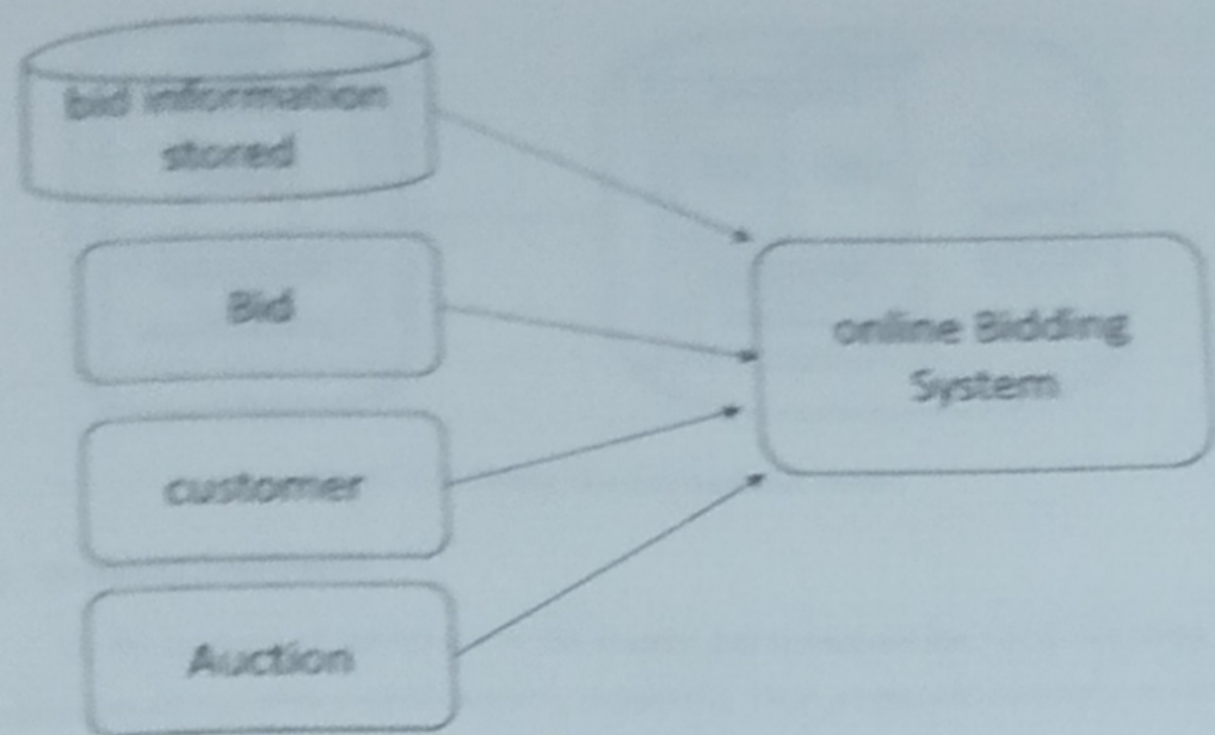 bid information
stored
Bid
online Bidding
System
customer
Auction